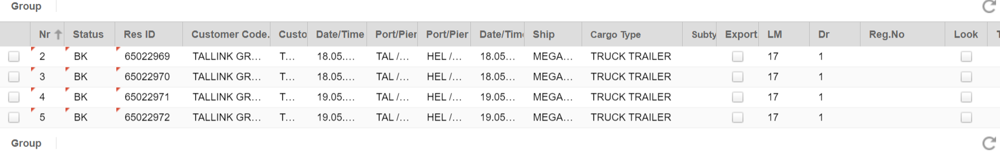 Group
Nr Status Res ID Customer Code. Custo Date/Time Port/Pier Port/Pier Date/Tim Ship Cargo Type Subty Export LM Dr Reg.No Look T
2 BK 65022969 TALLINK GR... T... 18.05.... TAL /... HEL /... 18.05... MEGA... TRUCK TRAILER 17 1
3 BK 65022970 TALLINK GR... T... 18.05.... TAL /... HEL /... 18.05... MEGA... TRUCK TRAILER 17 1
4 BK 65022971 TALLINK GR... T... 19.05.... TAL /... HEL /... 19.05... MEGA... TRUCK TRAILER 17 1
5 BK 65022972 TALLINK GR... T... 19.05.... TAL /... HEL /... 19.05... MEGA... TRUCK TRAILER 17 1
Group